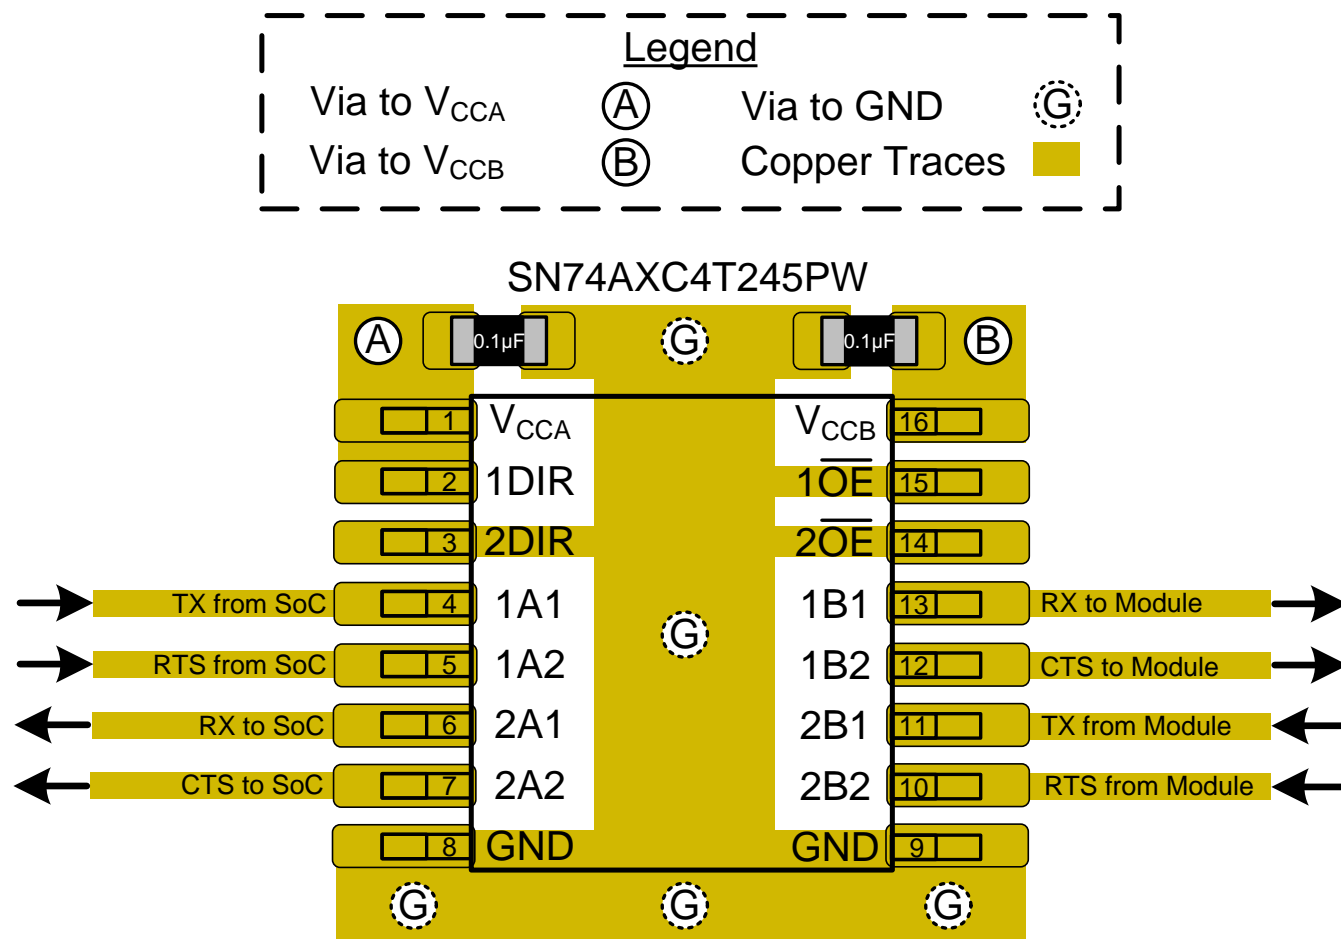 Legend
Via to VCCA A Via to GND G
Via to VCCB B Copper Traces
SN74AXC4T245PW
A 0.1µF G 0.1µF B
1 VCCA VCCB 16
2 1DIR 1O̅E̅ 15
3 2DIR 2O̅E̅ 14
TX from SoC 4 1A1 1B1 13 RX to Module
G
RTS from SoC 5 1A2 1B2 12 CTS to Module
RX to SoC 6 2A1 2B1 11 TX from Module
CTS to SoC 7 2A2 2B2 10 RTS from Module
8 GND GND 9
G G G